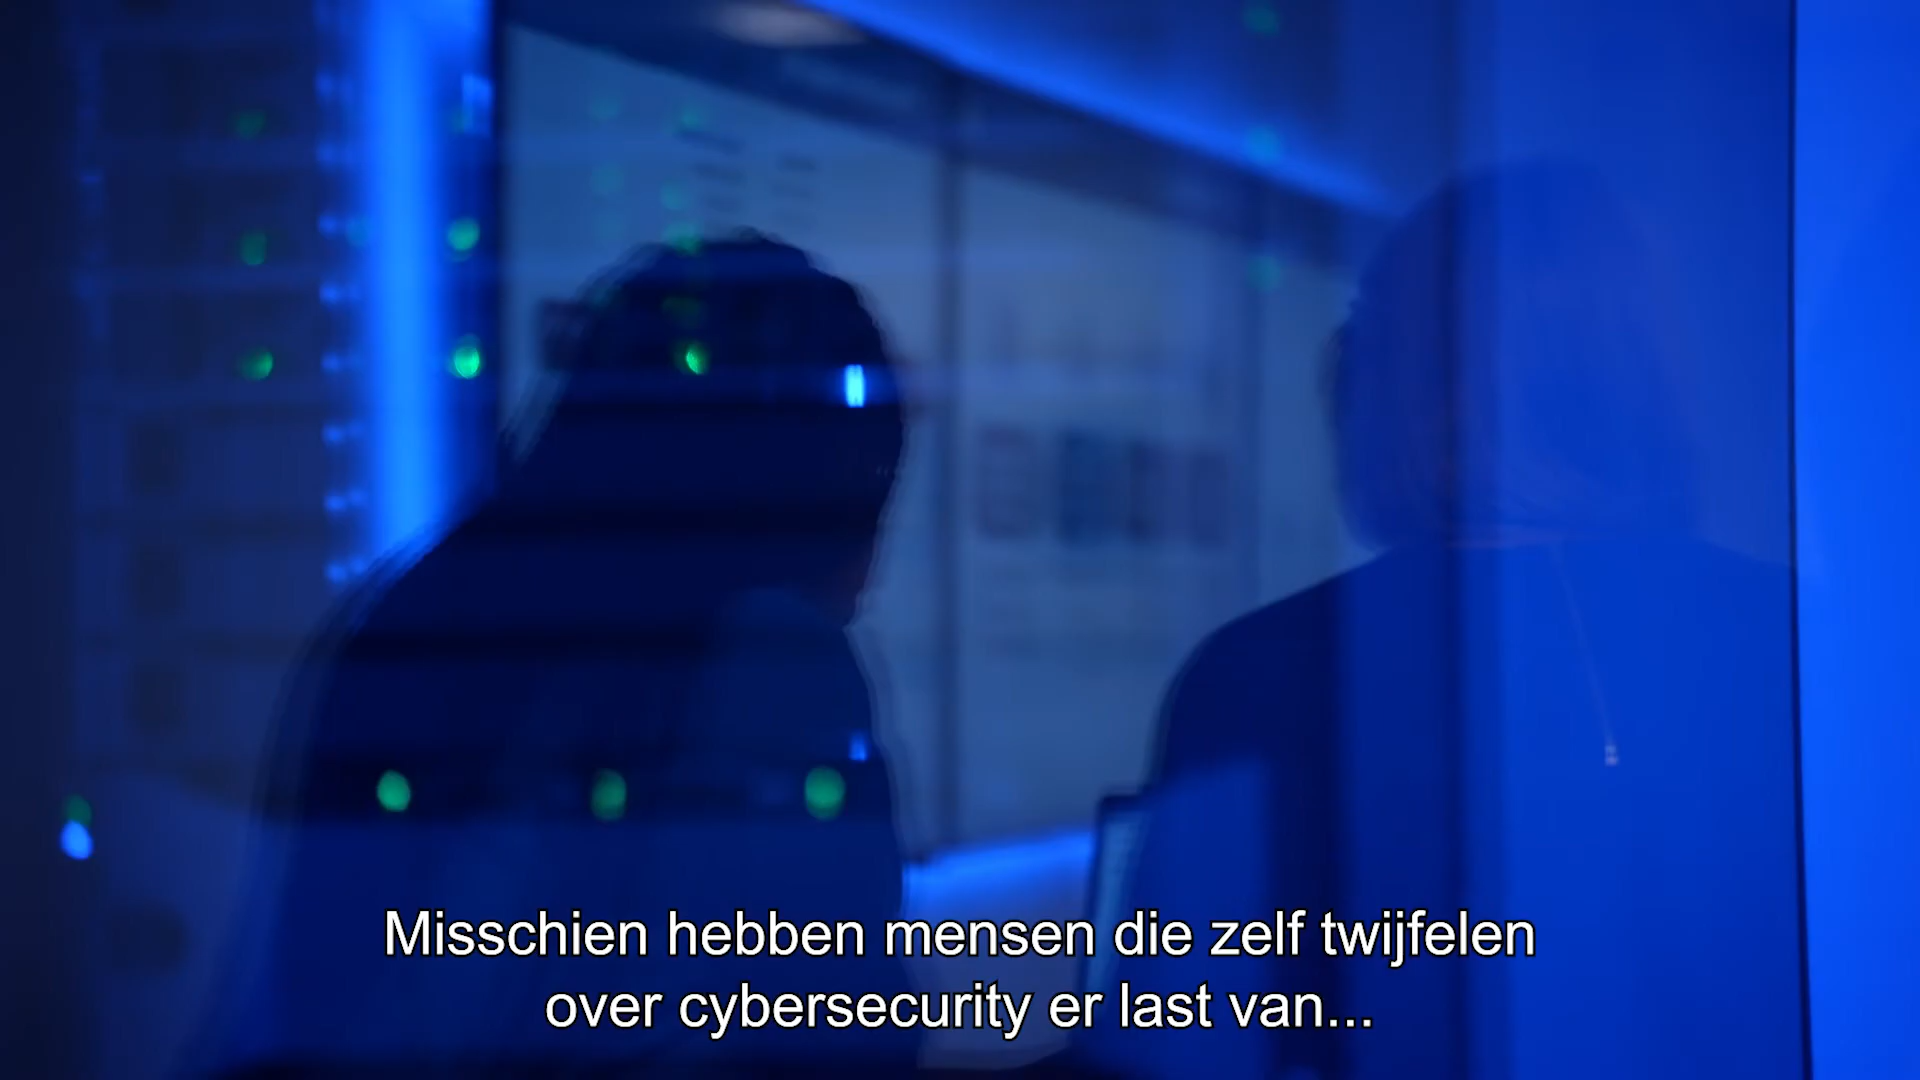 Misschien hebben mensen die zelf twijfelen
over cybersecurity er last van...